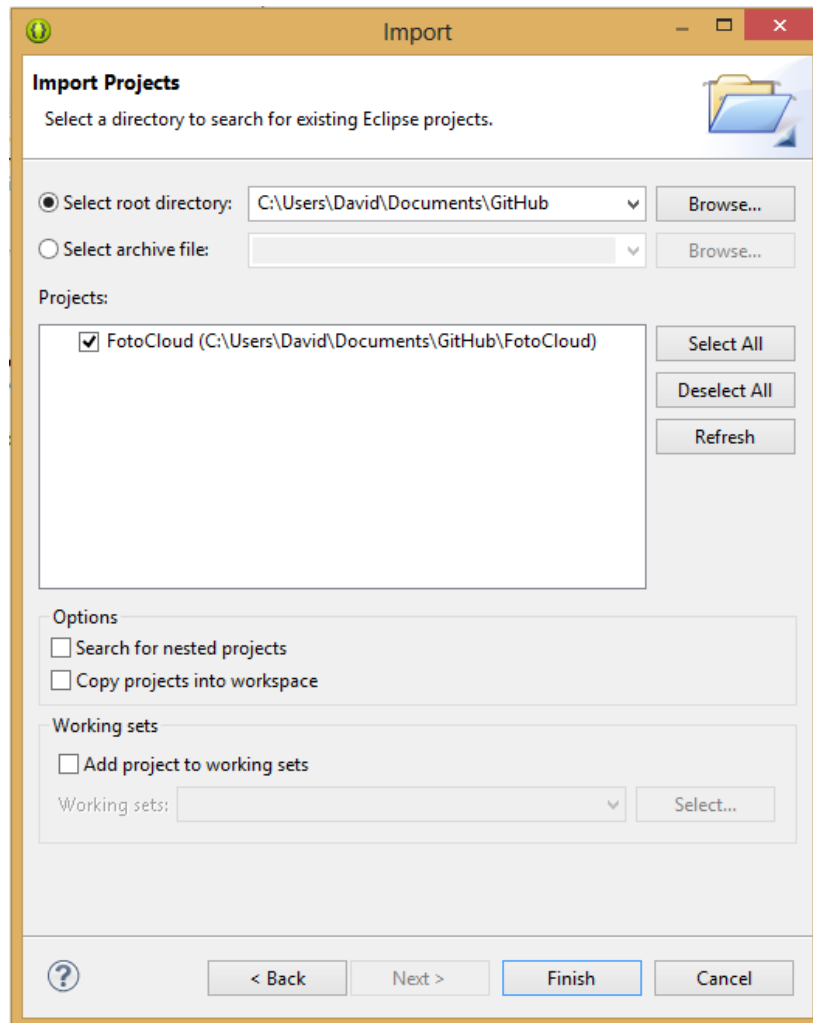 Import
Import Projects
Select a directory to search for existing Eclipse projects.
Select root directory: C:\Users\David\Documents\GitHub Browse...
Select archive file: Browse...
Projects:
FotoCloud (C:\Users\David\Documents\GitHub\FotoCloud)
Select All
Deselect All
Refresh
Options
Search for nested projects
Copy projects into workspace
Working sets
Add project to working sets
Working sets: Select...
? < Back Next > Finish Cancel